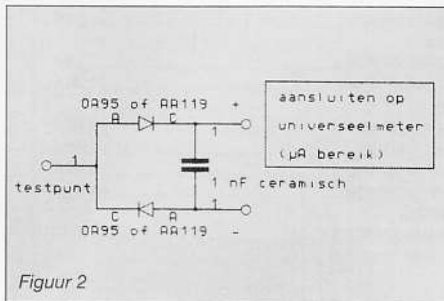 OA95 of AA119 +
A C
1
aansluiten op
universeelmeter
(µA bereik)
1
testpunt
1 nF ceramisch
C A
1
OA95 of AA119 -
Figuur 2